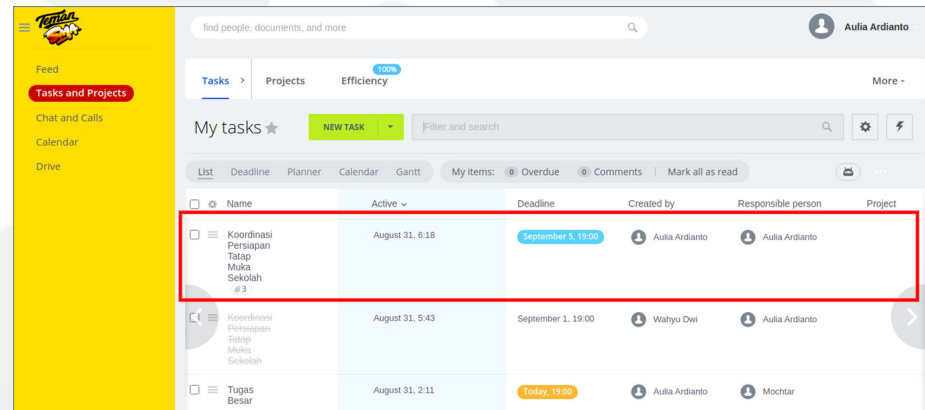 Teman
find people, documents, and more
Aulia Ardianto
Feed
Tasks and Projects
Chat and Calls
Calendar
Drive
Tasks > Projects Efficiency 100% More
My tasks NEW TASK Filter and search
List Deadline Planner Calendar Gantt My items: 0 Overdue 0 Comments Mark all as read
Name Active Deadline Created by Responsible person Project
Koordinasi August 31, 6:18 September 5, 19:00 Aulia Ardianto Aulia Ardianto
Persiapan
Tatap
Muka
Sekolah
3
Koordinasi August 31, 5:43 September 1, 19:00 Wahyu Dwi Aulia Ardianto
Persiapan
Tatap
Muka
Sekolah
Tugas August 31, 2:11 Today, 19:00 Aulia Ardianto Mochtar
Besar